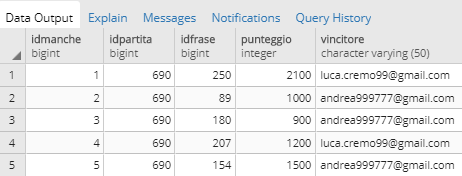 Data Output Explain Messages Notifications Query History
idmanche idpartita idfrase punteggio vincitore
bigint bigint bigint integer character varying (50)
1 1 690 250 2100 luca.cremo99@gmail.com
2 2 690 89 1000 andrea999777@gmail.com
3 3 690 180 900 andrea999777@gmail.com
4 4 690 207 1200 luca.cremo99@gmail.com
5 5 690 154 1500 andrea999777@gmail.com